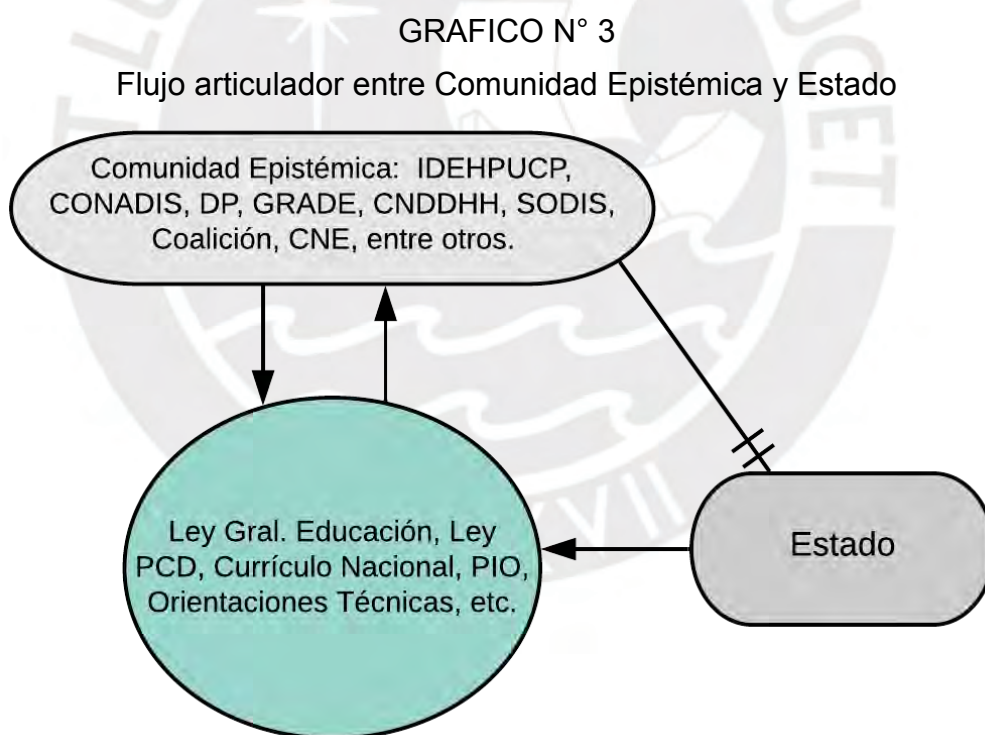 GRAFICO N° 3
Flujo articulador entre Comunidad Epistémica y Estado
Comunidad Epistémica: IDEHPUCP,
CONADIS, DP, GRADE, CNDDHH, SODIS,
Coalición, CNE, entre otros.
Ley Gral. Educación, Ley
PCD, Currículo Nacional, PIO,
Orientaciones Técnicas, etc.
Estado